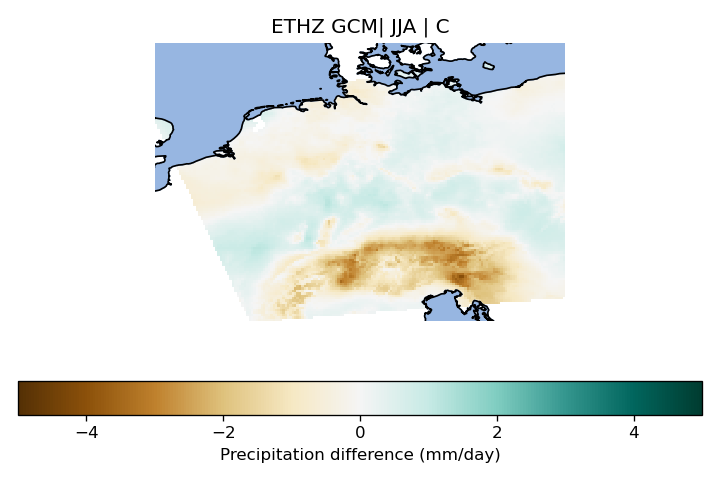 ETHZ GCM| JJA | C
−4 −2 0 2 4
Precipitation difference (mm/day)